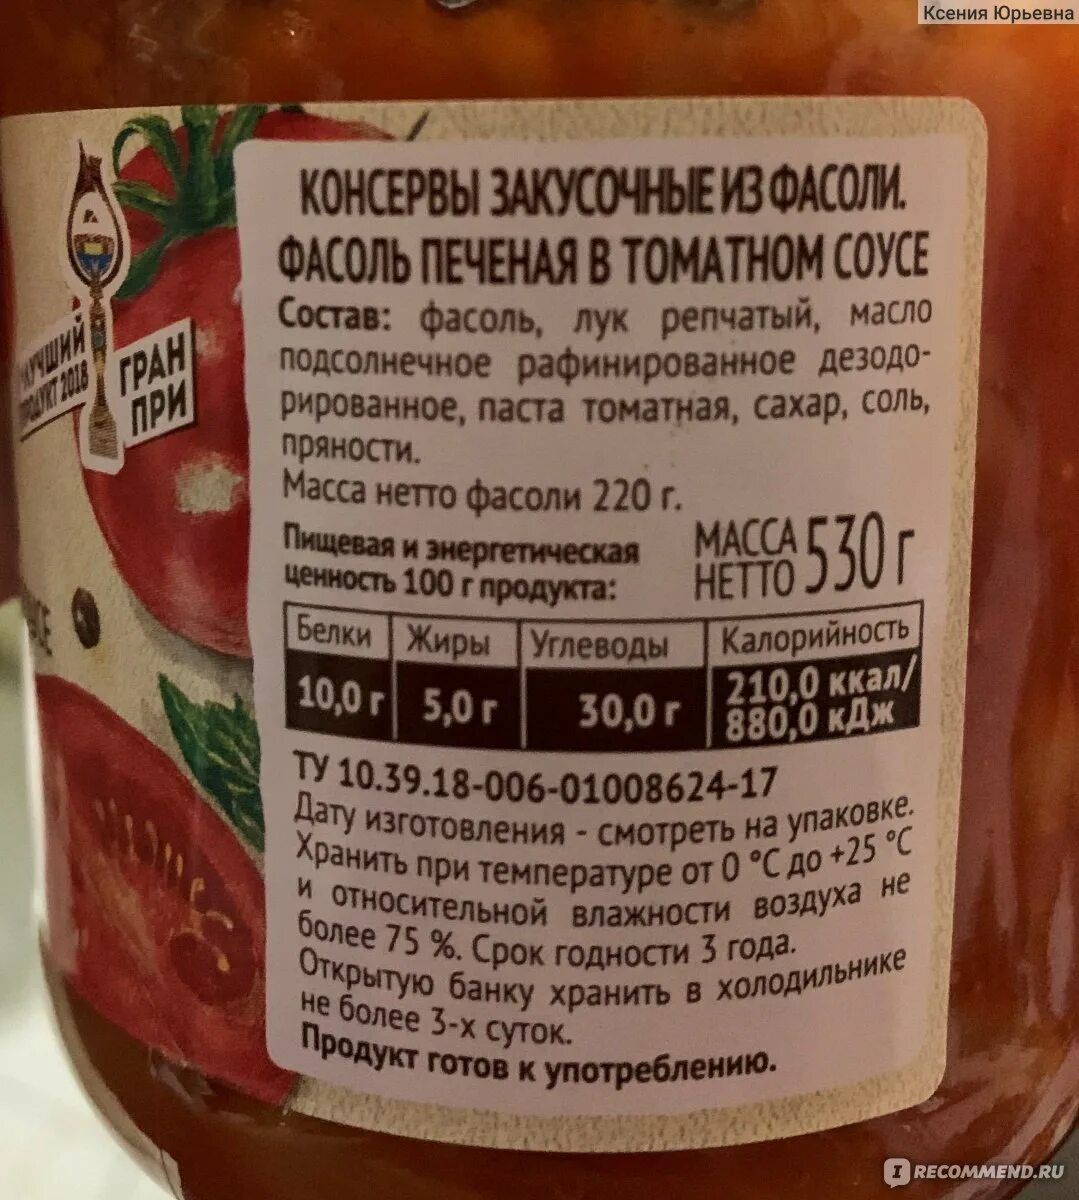 Ксения Юрьевна
КОНСЕРВЫ ЗАКУСОЧНЫЕ ИЗ ФАСОЛИ.
ФАСОЛЬ ПЕЧЕНАЯ В ТОМАТНОМ СОУСЕ
Состав: фасоль, лук репчатый, масло
подсолнечное рафинированное дезодо-
рированное, паста томатная, сахар, соль,
пряности.
Масса нетто фасоли 220 г.
Пищевая и энергетическая
ценность 100 г продукта:
МАССА
НЕТТО 530 г
Белки Жиры Углеводы Калорийность
10,0 г 5,0 г 30,0 г 210,0 ккал/
880,0 кДж
ТУ 10.39.18-006-01008624-17
Дату изготовления - смотреть на упаковке.
Хранить при температуре от 0 °С до +25 °С
и относительной влажности воздуха не
более 75 %. Срок годности 3 года.
Открытую банку хранить в холодильнике
не более 3-х суток.
Продукт готов к употреблению.
ЛУЧШИЙ
ПРОДУКТ 2018
ГРАН
ПРИ
IRECOMMEND.RU